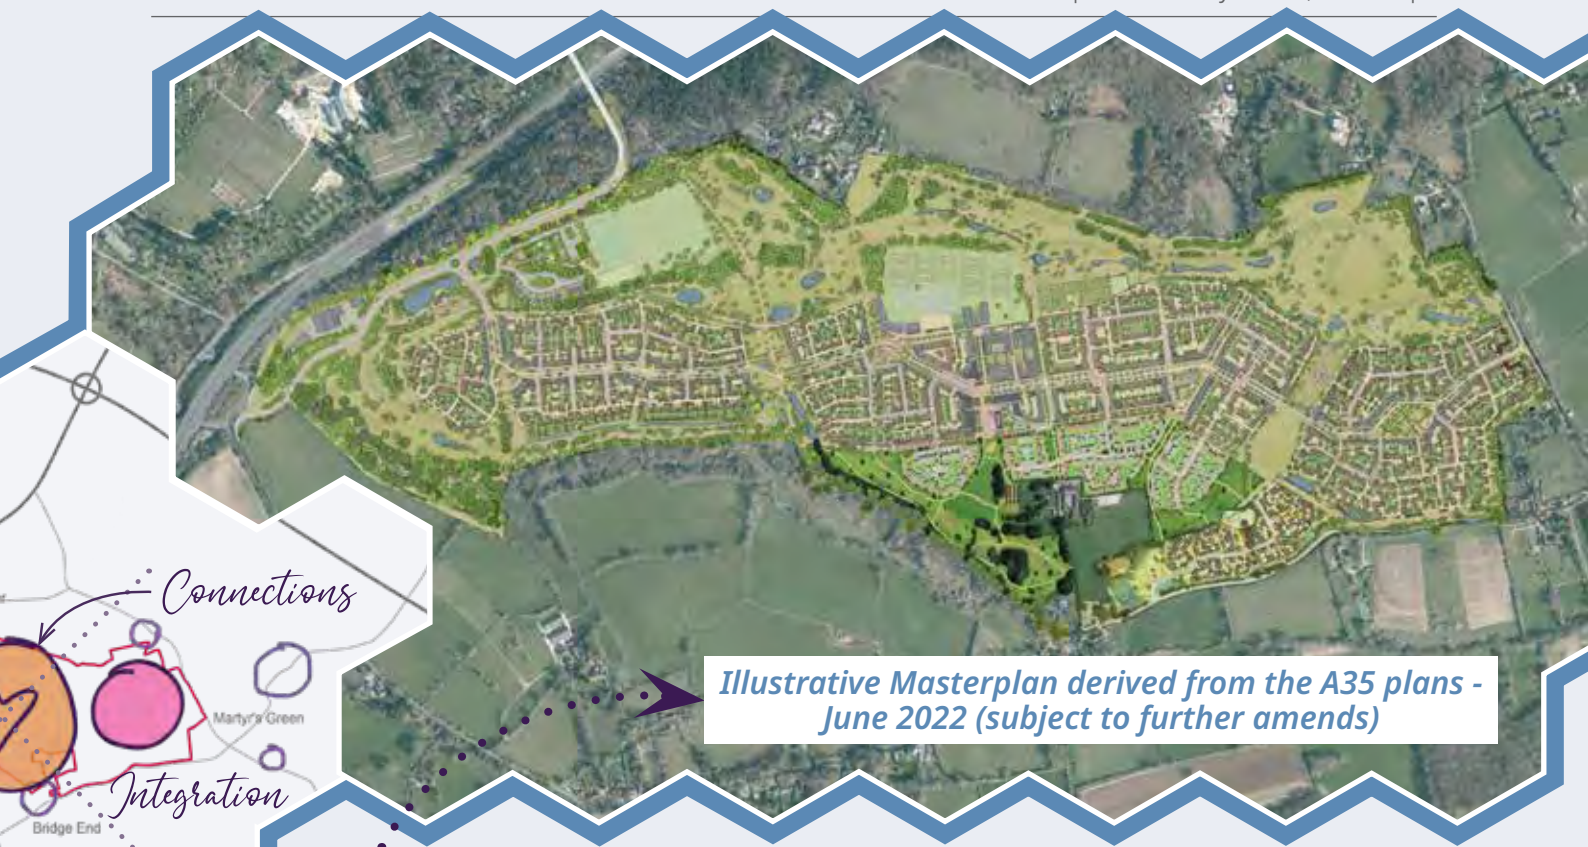 Connections
Martyr's Green
Integration
Bridge End
Illustrative Masterplan derived from the A35 plans -
June 2022 (subject to further amends)